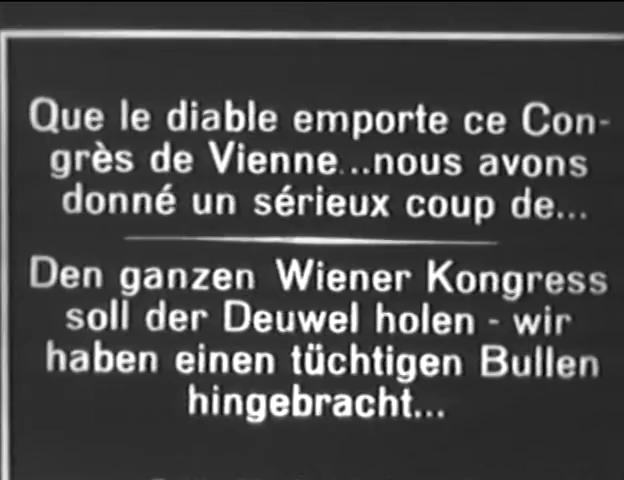 Que le diable emporte ce Con-
grès de Vienne...nous avons
donné un sérieux coup de...
Den ganzen Wiener Kongress
soll der Deuwel holen - wir
haben einen tüchtigen Bullen
hingebracht...